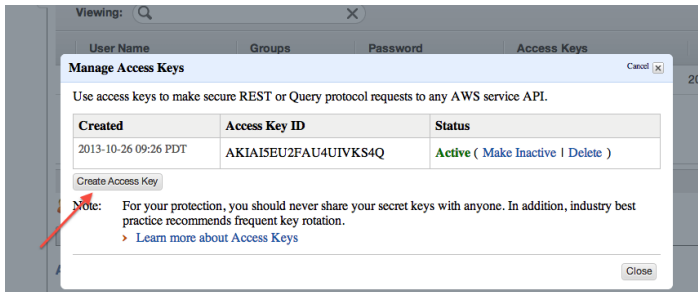 Viewing:
User Name Groups Password Access Keys
Manage Access Keys Cancel x
20
Use access keys to make secure REST or Query protocol requests to any AWS service API.
Created Access Key ID Status
2013-10-26 09:26 PDT AKIAI5EU2FAU4UIVKS4Q Active ( Make Inactive | Delete )
Create Access Key
Note: For your protection, you should never share your secret keys with anyone. In addition, industry best
practice recommends frequent key rotation.
> Learn more about Access Keys
Close